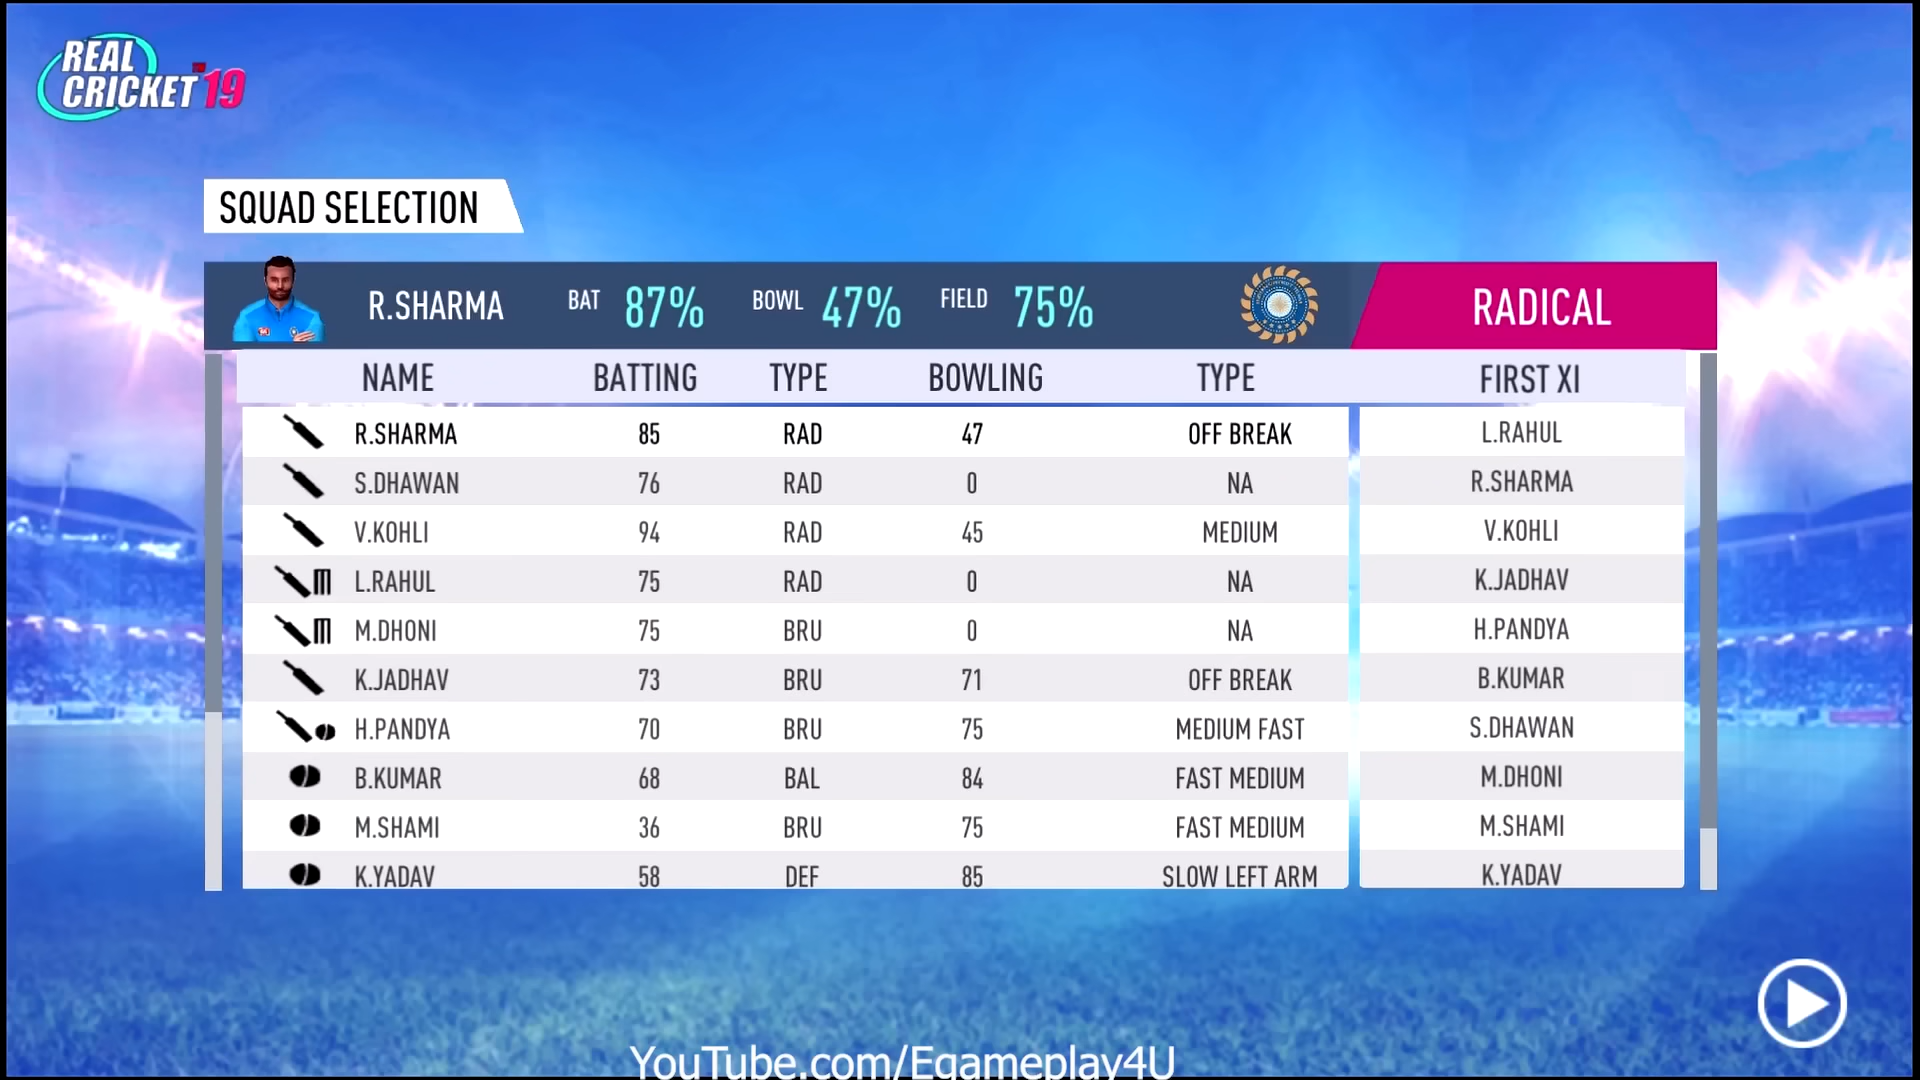 REAL
CRICKET 19
SQUAD SELECTION
R.SHARMA BAT 87% BOWL 47% FIELD 75% RADICAL
NAME BATTING TYPE BOWLING TYPE FIRST XI
R.SHARMA 85 RAD 47 OFF BREAK L.RAHUL
S.DHAWAN 76 RAD 0 NA R.SHARMA
V.KOHLI 94 RAD 45 MEDIUM V.KOHLI
L.RAHUL 75 RAD 0 NA K.JADHAV
M.DHONI 75 BRU 0 NA H.PANDYA
K.JADHAV 73 BRU 71 OFF BREAK B.KUMAR
H.PANDYA 70 BRU 75 MEDIUM FAST S.DHAWAN
B.KUMAR 68 BAL 84 FAST MEDIUM M.DHONI
M.SHAMI 36 BRU 75 FAST MEDIUM M.SHAMI
K.YADAV 58 DEF 85 SLOW LEFT ARM K.YADAV
YouTube.com/Egameplay4U